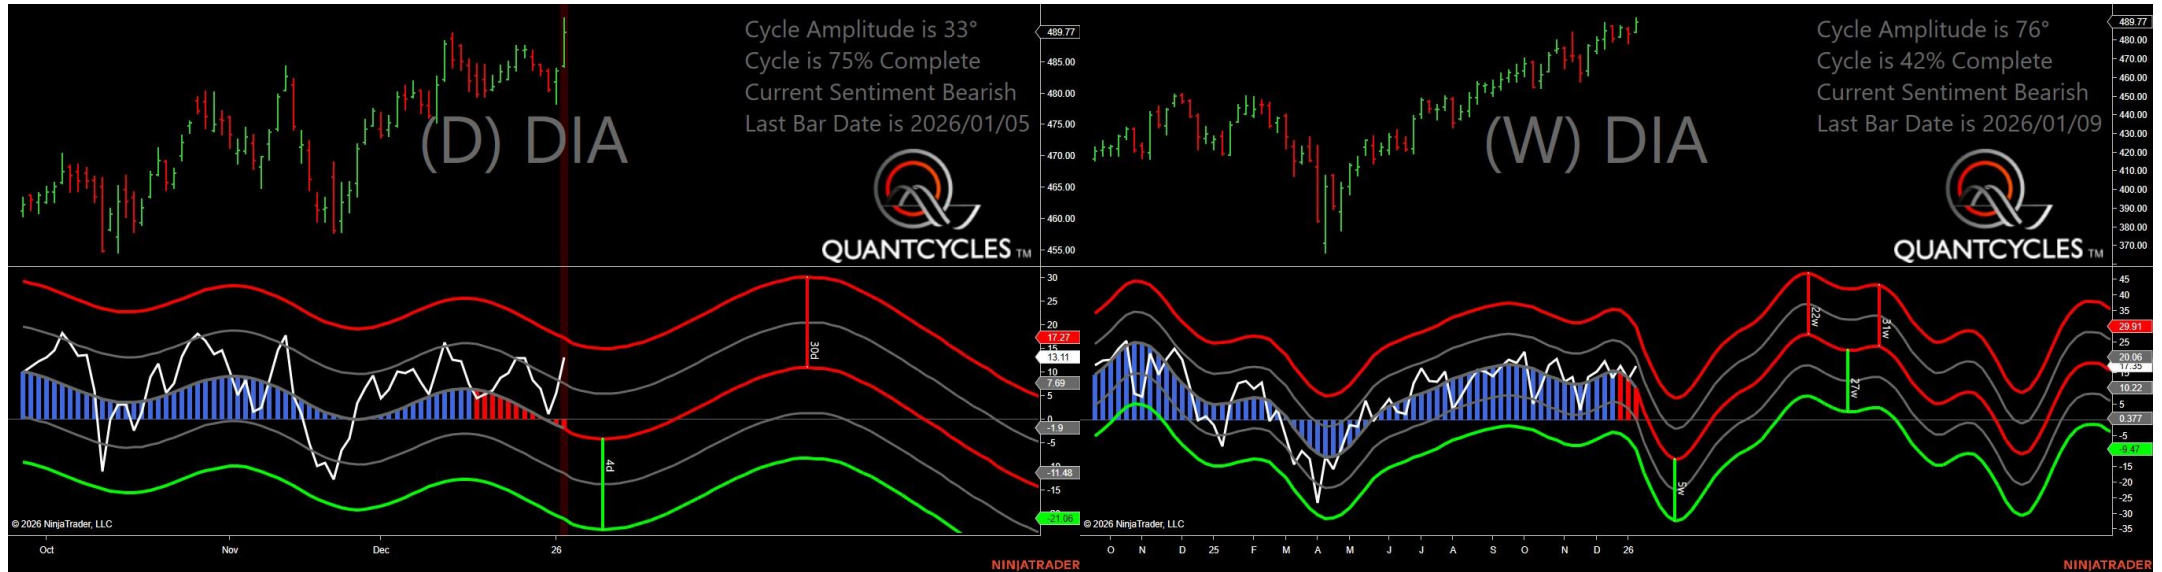 Cycle Amplitude is 33°
Cycle is 75% Complete
Current Sentiment Bearish
Last Bar Date is 2026/01/05
(D) DIA
QUANTCYCLES TM
489.77
485.00
480.00
475.00
470.00
465.00
460.00
455.00
30
25
20
17.27
15
13.11
10
7.69
5
0
-1.9
-5
-11.48
-15
-21.06
30d
4d
© 2026 NinjaTrader, LLC
Oct
Nov
Dec
26
NINJATRADER
Cycle Amplitude is 76°
Cycle is 42% Complete
Current Sentiment Bearish
Last Bar Date is 2026/01/09
(W) DIA
QUANTCYCLES TM
489.77
480.00
470.00
460.00
450.00
440.00
430.00
420.00
410.00
400.00
390.00
380.00
370.00
45
40
35
29.91
25
20.06
17.35
15
10.22
5
0.377
-5
-9.47
-15
-20
-25
-30
-35
22w
31w
27w
5w
© 2026 NinjaTrader, LLC
O
N
D
25
F
M
A
M
J
J
A
S
O
N
D
26
NINJATRADER